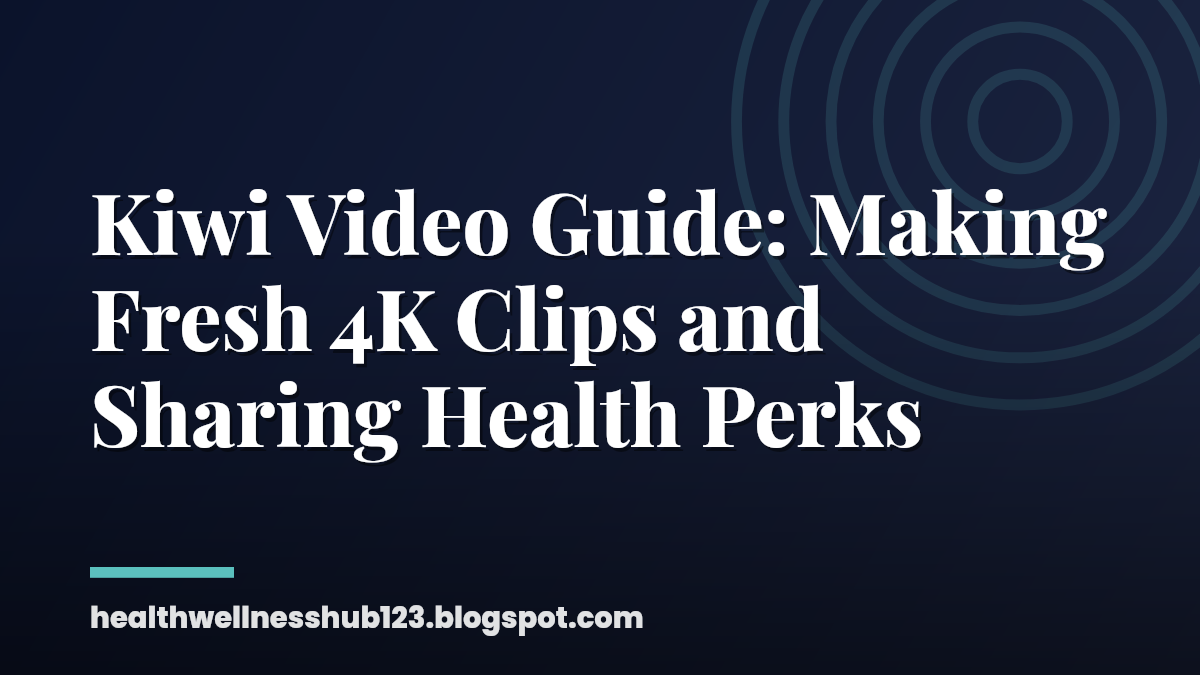 Kiwi Video Guide: Making
Fresh 4K Clips and
Sharing Health Perks
healthwellnesshub123.blogspot.com